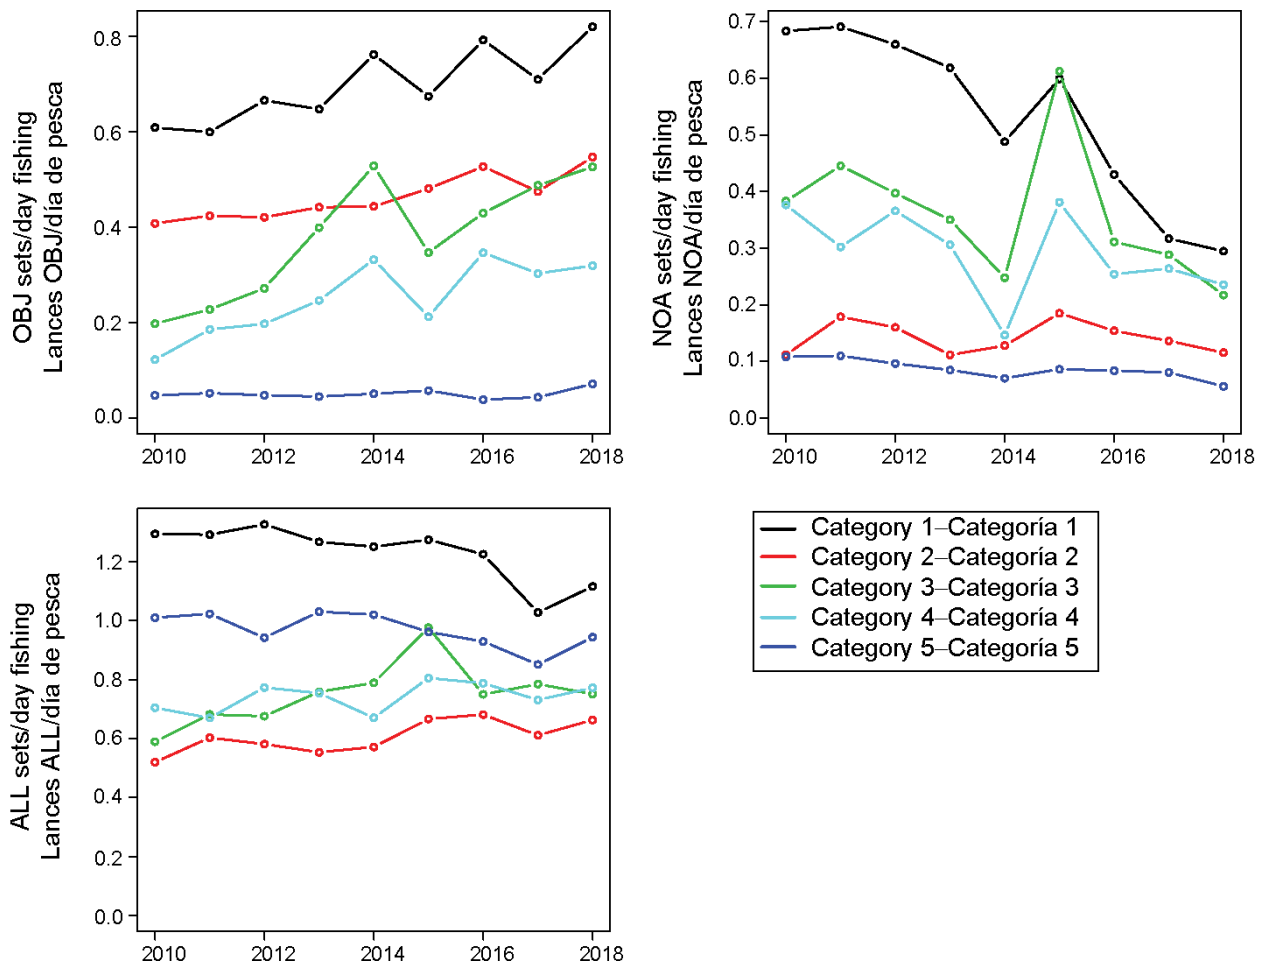 OBJ sets/day fishing
Lances OBJ/día de pesca
0.8
0.6
0.4
0.2
0.0
2010 2012 2014 2016 2018
NOA sets/day fishing
Lances NOA/día de pesca
0.7
0.6
0.5
0.4
0.3
0.2
0.1
0.0
2010 2012 2014 2016 2018
ALL sets/day fishing
Lances ALL/día de pesca
1.2
1.0
0.8
0.6
0.4
0.2
0.0
2010 2012 2014 2016 2018
Category 1–Categoría 1
Category 2–Categoría 2
Category 3–Categoría 3
Category 4–Categoría 4
Category 5–Categoría 5